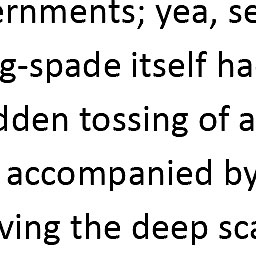 ernments; yea, se
g-spade itself ha
dden tossing of a
accompanied by
ving the deep sca